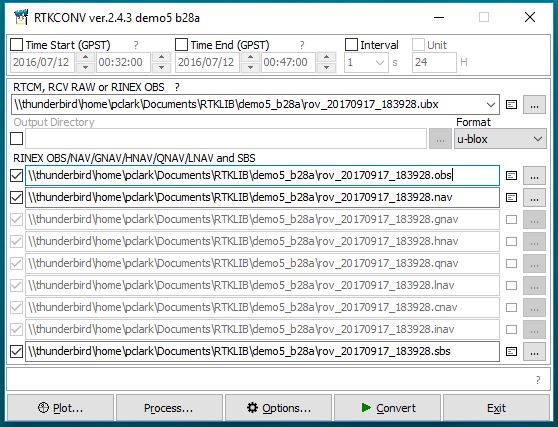 RTKCONV ver.2.4.3 demo5 b28a
Time Start (GPST) ? Time End (GPST) ? Interval Unit
2016/07/12 00:32:00 2016/07/12 00:47:00 1 s 24 H
RTCM, RCV RAW or RINEX OBS ?
\\thunderbird\home\pclark\Documents\RTKLIB\demo5_b28a\rov_20170917_183928.ubx ...
Output Directory Format
... u-blox
RINEX OBS/NAV/GNAV/HNAV/QNAV/LNAV and SBS
\\thunderbird\home\pclark\Documents\RTKLIB\demo5_b28a\rov_20170917_183928.obs ...
\\thunderbird\home\pclark\Documents\RTKLIB\demo5_b28a\rov_20170917_183928.nav ...
\\thunderbird\home\pclark\Documents\RTKLIB\demo5_b28a\rov_20170917_183928.gnav ...
\\thunderbird\home\pclark\Documents\RTKLIB\demo5_b28a\rov_20170917_183928.hnav ...
\\thunderbird\home\pclark\Documents\RTKLIB\demo5_b28a\rov_20170917_183928.qnav ...
\\thunderbird\home\pclark\Documents\RTKLIB\demo5_b28a\rov_20170917_183928.lnav ...
\\thunderbird\home\pclark\Documents\RTKLIB\demo5_b28a\rov_20170917_183928.cnav ...
\\thunderbird\home\pclark\Documents\RTKLIB\demo5_b28a\rov_20170917_183928.inav ...
\\thunderbird\home\pclark\Documents\RTKLIB\demo5_b28a\rov_20170917_183928.sbs ...
?
Plot... Process... Options... Convert Exit